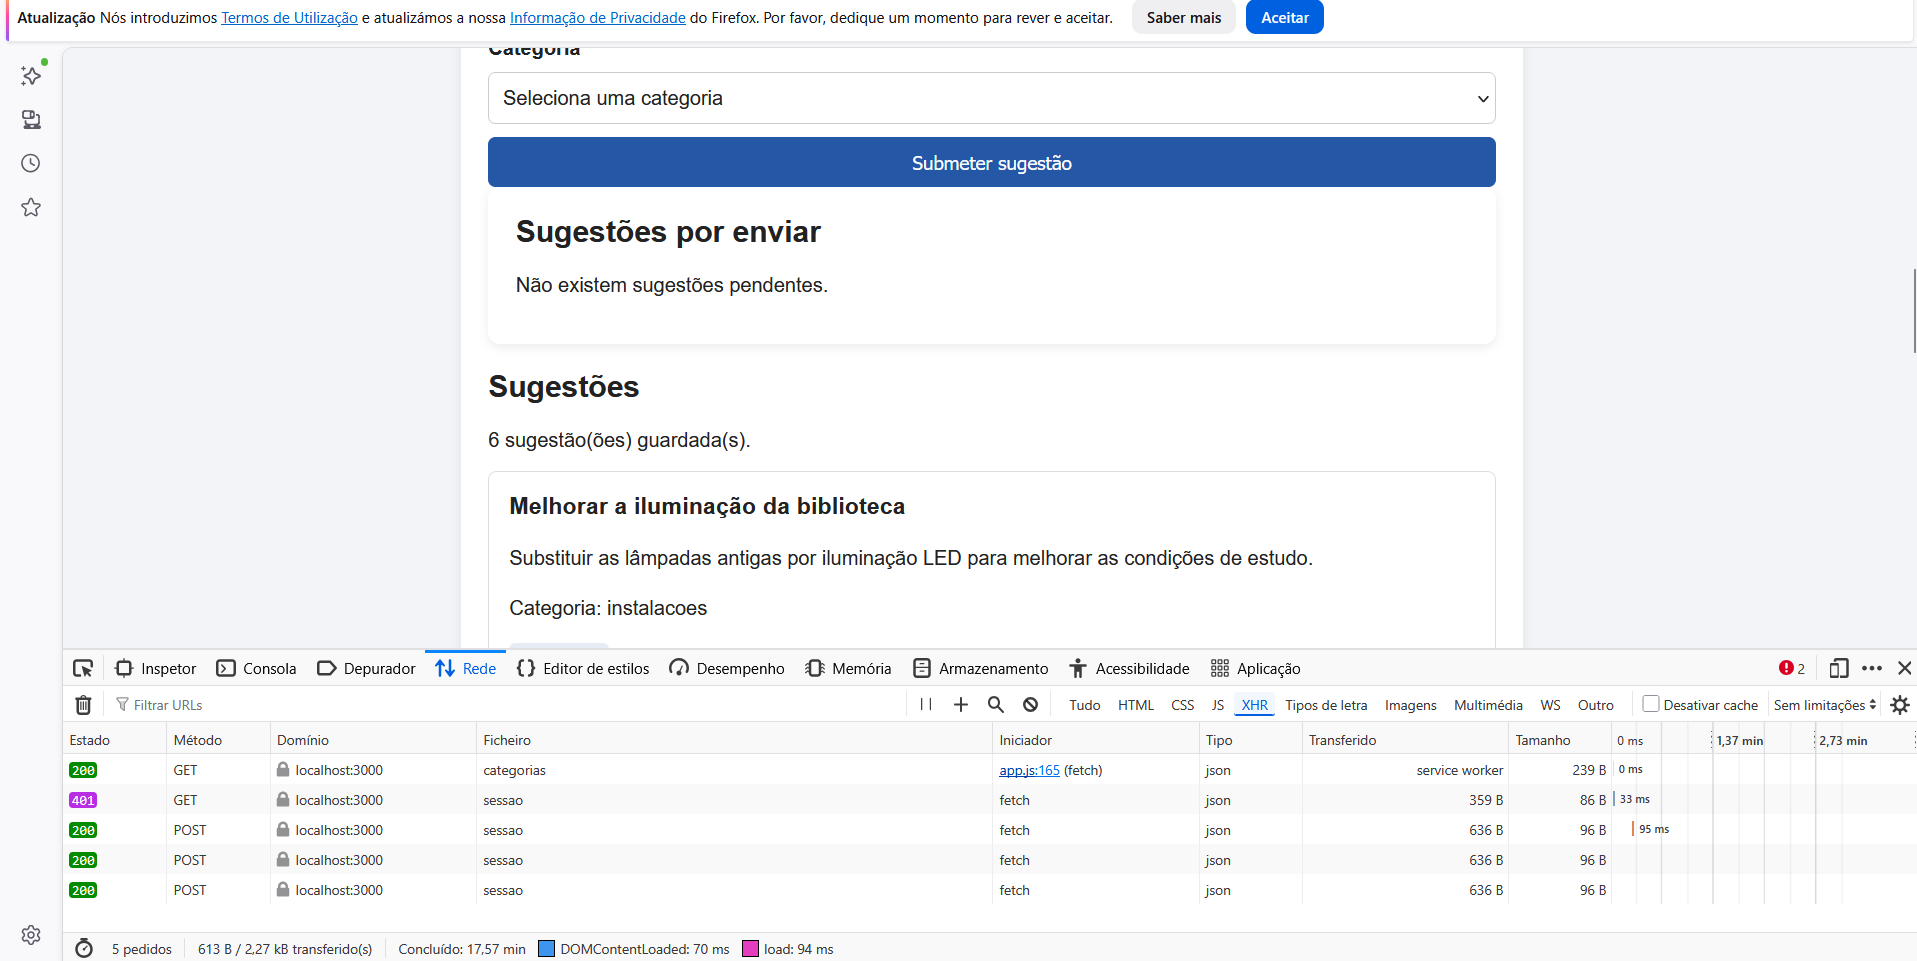 Atualização Nós introduzimos Termos de Utilização e atualizámos a nossa Informação de Privacidade do Firefox. Por favor, dedique um momento para rever e aceitar. Saber mais Aceitar
Categoria
Seleciona uma categoria
Submeter sugestão
Sugestões por enviar
Não existem sugestões pendentes.
Sugestões
6 sugestão(ões) guardada(s).
Melhorar a iluminação da biblioteca
Substituir as lâmpadas antigas por iluminação LED para melhorar as condições de estudo.
Categoria: instalacoes
Inspetor Consola Depurador Rede Editor de estilos Desempenho Memória Armazenamento Acessibilidade Aplicação 2
Filtrar URLs Tudo HTML CSS JS XHR Tipos de letra Imagens Multimédia WS Outro Desativar cache Sem limitações
Estado Método Domínio Ficheiro Iniciador Tipo Transferido Tamanho 0 ms 1,37 min 2,73 min
200 GET localhost:3000 categorias app.js:165 (fetch) json service worker 239 B 0 ms
401 GET localhost:3000 sessao fetch json 359 B 86 B 33 ms
200 POST localhost:3000 sessao fetch json 636 B 96 B 95 ms
200 POST localhost:3000 sessao fetch json 636 B 96 B
200 POST localhost:3000 sessao fetch json 636 B 96 B
5 pedidos 613 B / 2,27 kB transferido(s) Concluído: 17,57 min DOMContentLoaded: 70 ms load: 94 ms